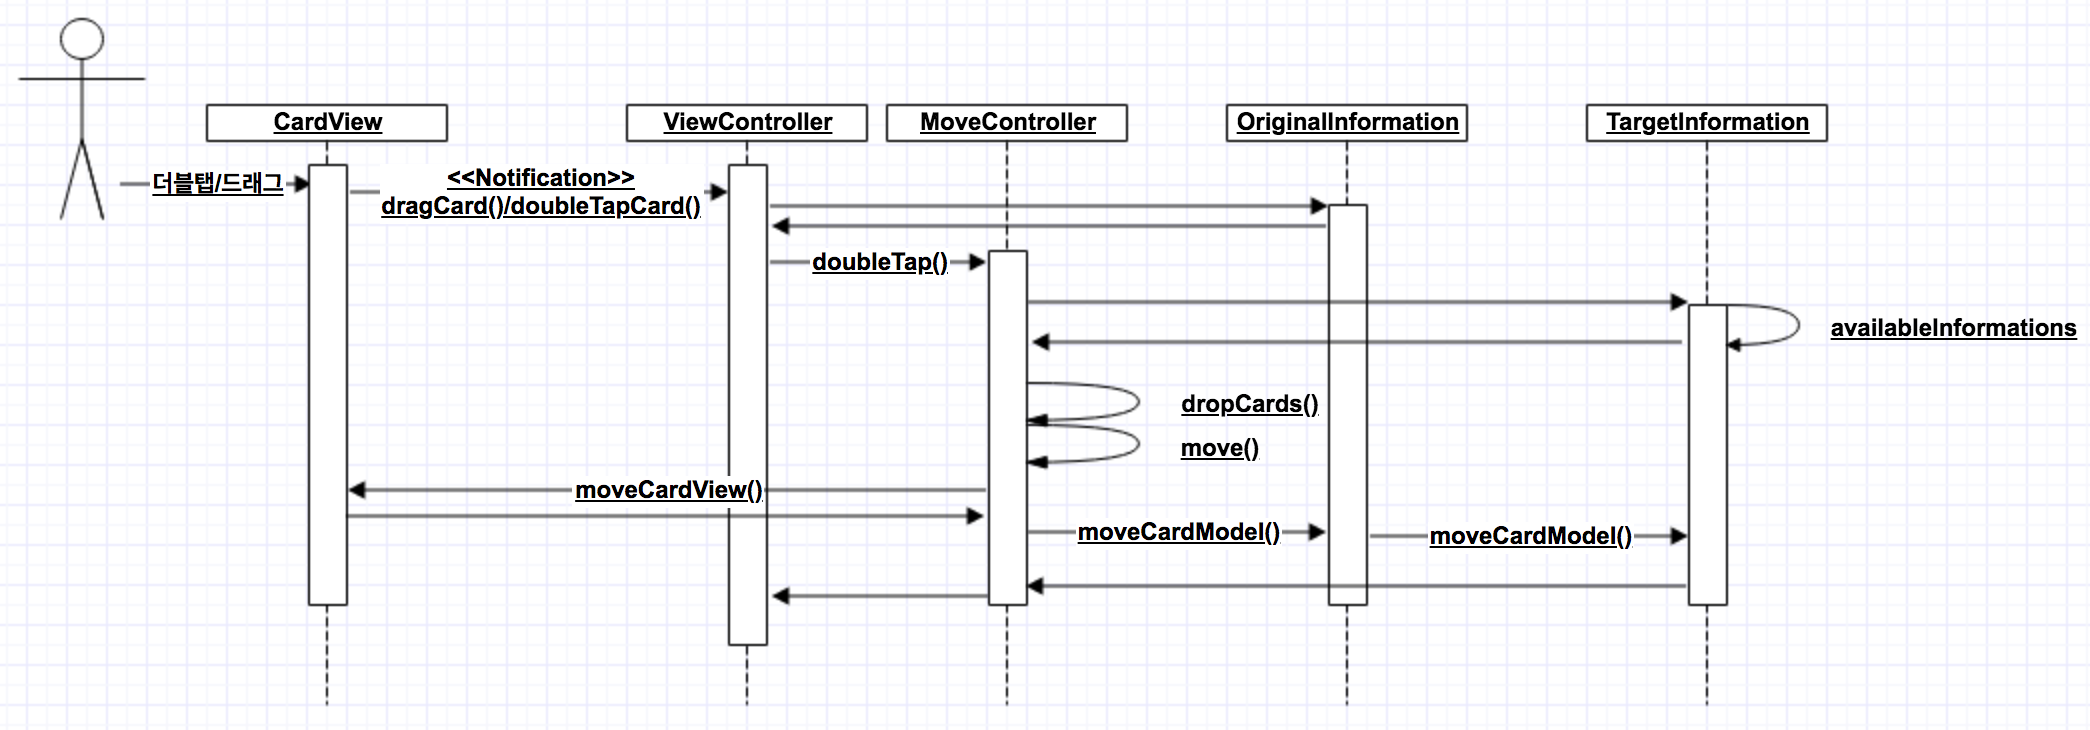 CardView
ViewController
MoveController
OriginalInformation
TargetInformation
더블탭/드래그
<<Notification>>
dragCard()/doubleTapCard()
doubleTap()
availableInformations
dropCards()
move()
moveCardView()
moveCardModel()
moveCardModel()